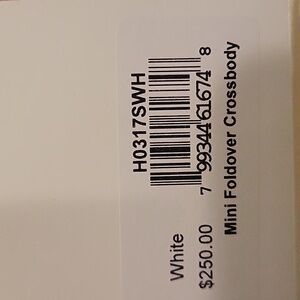 H0317SWH
7 99344 61674 8
White
$250.00
Mini Foldover Crossbody